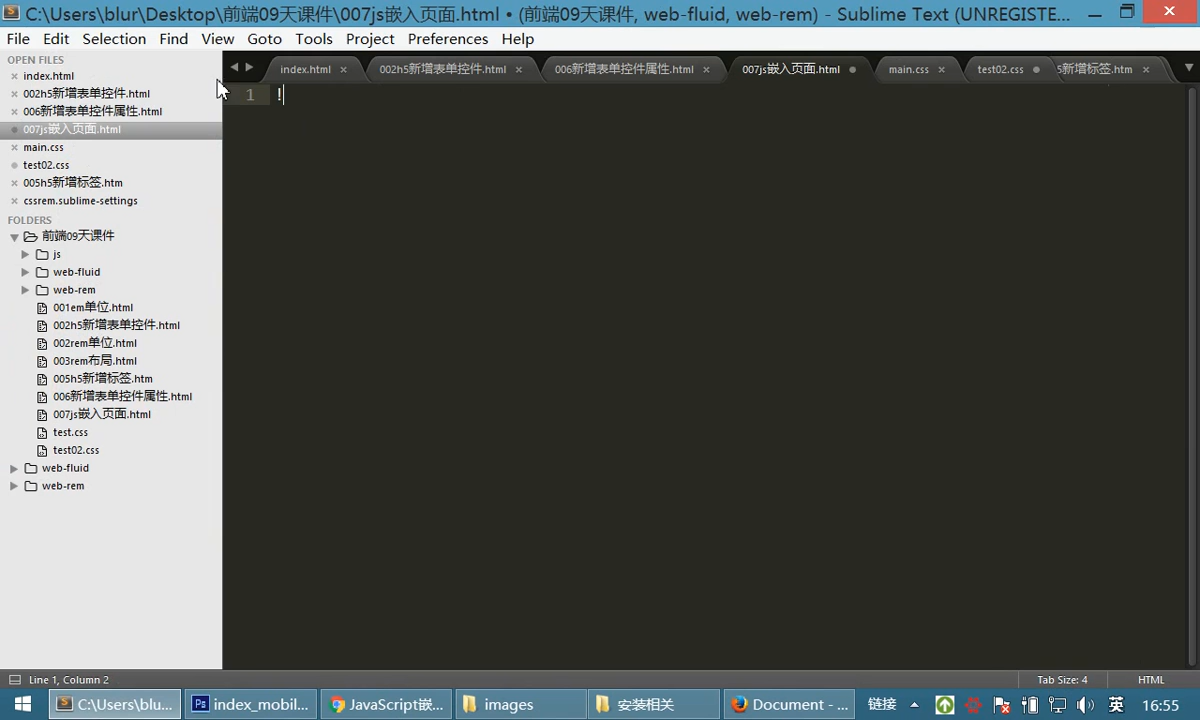 C:\Users\blur\Desktop\前端09天课件\007js嵌入页面.html • (前端09天课件, web-fluid, web-rem) - Sublime Text (UNREGISTE...
File Edit Selection Find View Goto Tools Project Preferences Help
OPEN FILES
index.html
002h5新增表单控件.html
006新增表单控件属性.html
007js嵌入页面.html
main.css
test02.css
005h5新增标签.htm
cssrem.sublime-settings
FOLDERS
前端09天课件
js
web-fluid
web-rem
001em单位.html
002h5新增表单控件.html
002rem单位.html
003rem布局.html
005h5新增标签.htm
006新增表单控件属性.html
007js嵌入页面.html
test.css
test02.css
web-fluid
web-rem
index.html 002h5新增表单控件.html 006新增表单控件属性.html 007js嵌入页面.html main.css test02.css 5新增标签.htm
1 !
Line 1, Column 2 Tab Size: 4 HTML
C:\Users\blu... index_mobil... JavaScript嵌... images 安装相关 Document - ... 链接 英 16:55